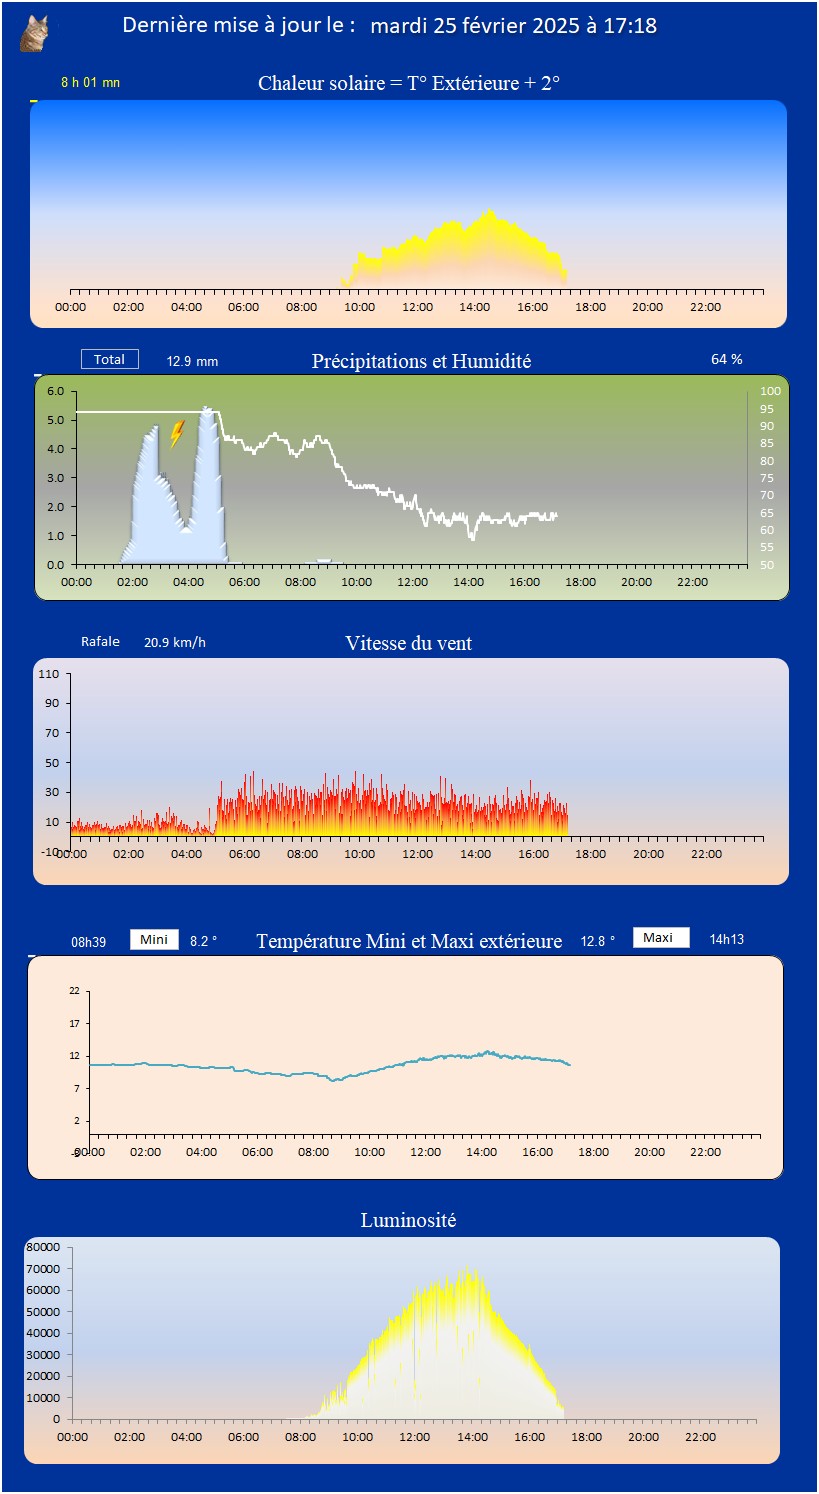 Dernière mise à jour le : mardi 25 février 2025 à 17:18
8 h 01 mn Chaleur solaire = T° Extérieure + 2°
00:00 02:00 04:00 06:00 08:00 10:00 12:00 14:00 16:00 18:00 20:00 22:00
Total 12.9 mm Précipitations et Humidité 64 %
6.0 100
5.0 95
90
4.0 85
80
3.0 75
2.0 70
65
1.0 60
55
0.0 50
00:00 02:00 04:00 06:00 08:00 10:00 12:00 14:00 16:00 18:00 20:00 22:00
Rafale 20.9 km/h Vitesse du vent
110
90
70
50
30
10
-10
00:00 02:00 04:00 06:00 08:00 10:00 12:00 14:00 16:00 18:00 20:00 22:00
08h39 Mini 8.2 ° Température Mini et Maxi extérieure 12.8 ° Maxi 14h13
22
17
12
7
2
00:00 02:00 04:00 06:00 08:00 10:00 12:00 14:00 16:00 18:00 20:00 22:00
Luminosité
80000
70000
60000
50000
40000
30000
20000
10000
0
00:00 02:00 04:00 06:00 08:00 10:00 12:00 14:00 16:00 18:00 20:00 22:00